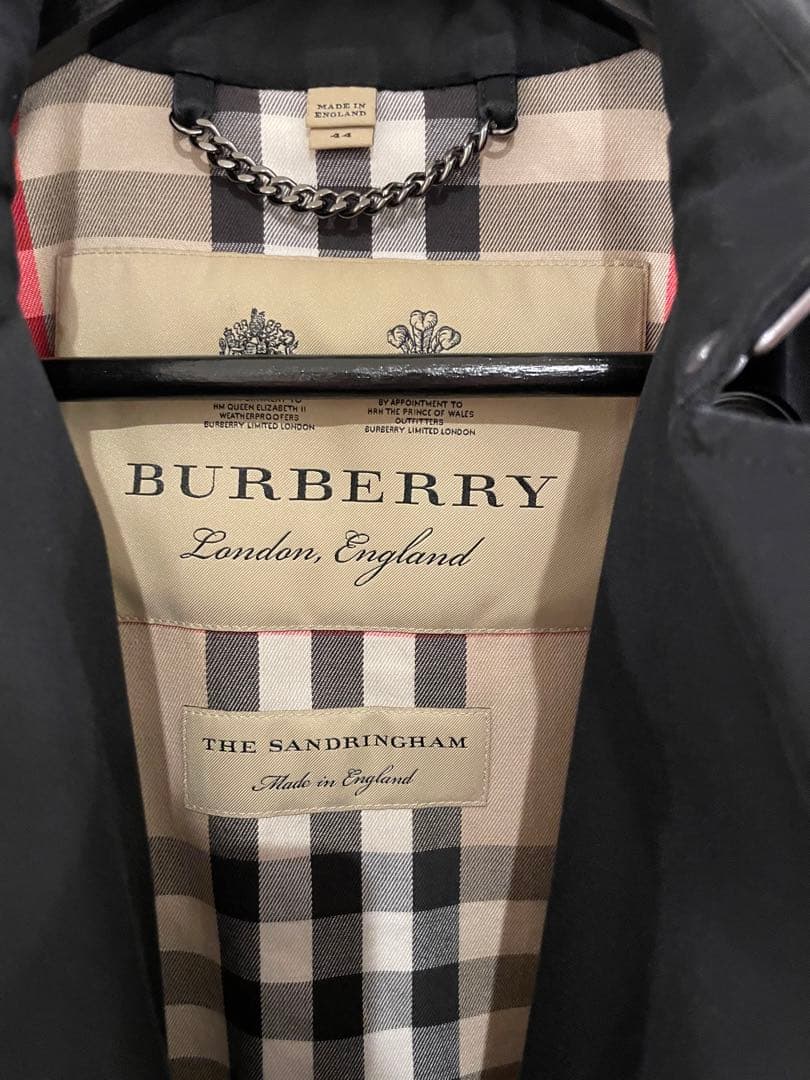 MADE IN
ENGLAND
44
HM QUEEN ELIZABETH II
WEATHERPROOFERS
BURBERRY LIMITED LONDON
BY APPOINTMENT TO
HRH THE PRINCE OF WALES
OUTFITTERS
BURBERRY LIMITED LONDON
BURBERRY
London, England
THE SANDRINGHAM
Made in England